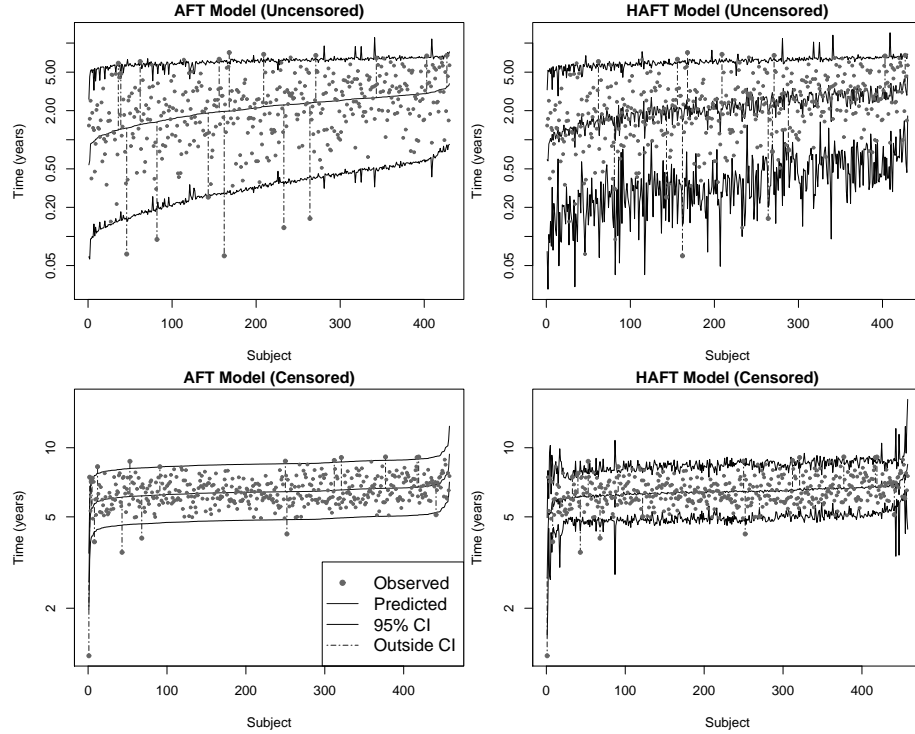 AFT Model (Uncensored)
Time (years)
5.00
2.00
0.50
0.20
0.05
0 100 200 300 400
Subject
HAFT Model (Uncensored)
Time (years)
5.00
2.00
0.50
0.20
0.05
0 100 200 300 400
Subject
AFT Model (Censored)
Time (years)
10
5
2
Observed
Predicted
95% CI
Outside CI
0 100 200 300 400
Subject
HAFT Model (Censored)
Time (years)
10
5
2
0 100 200 300 400
Subject